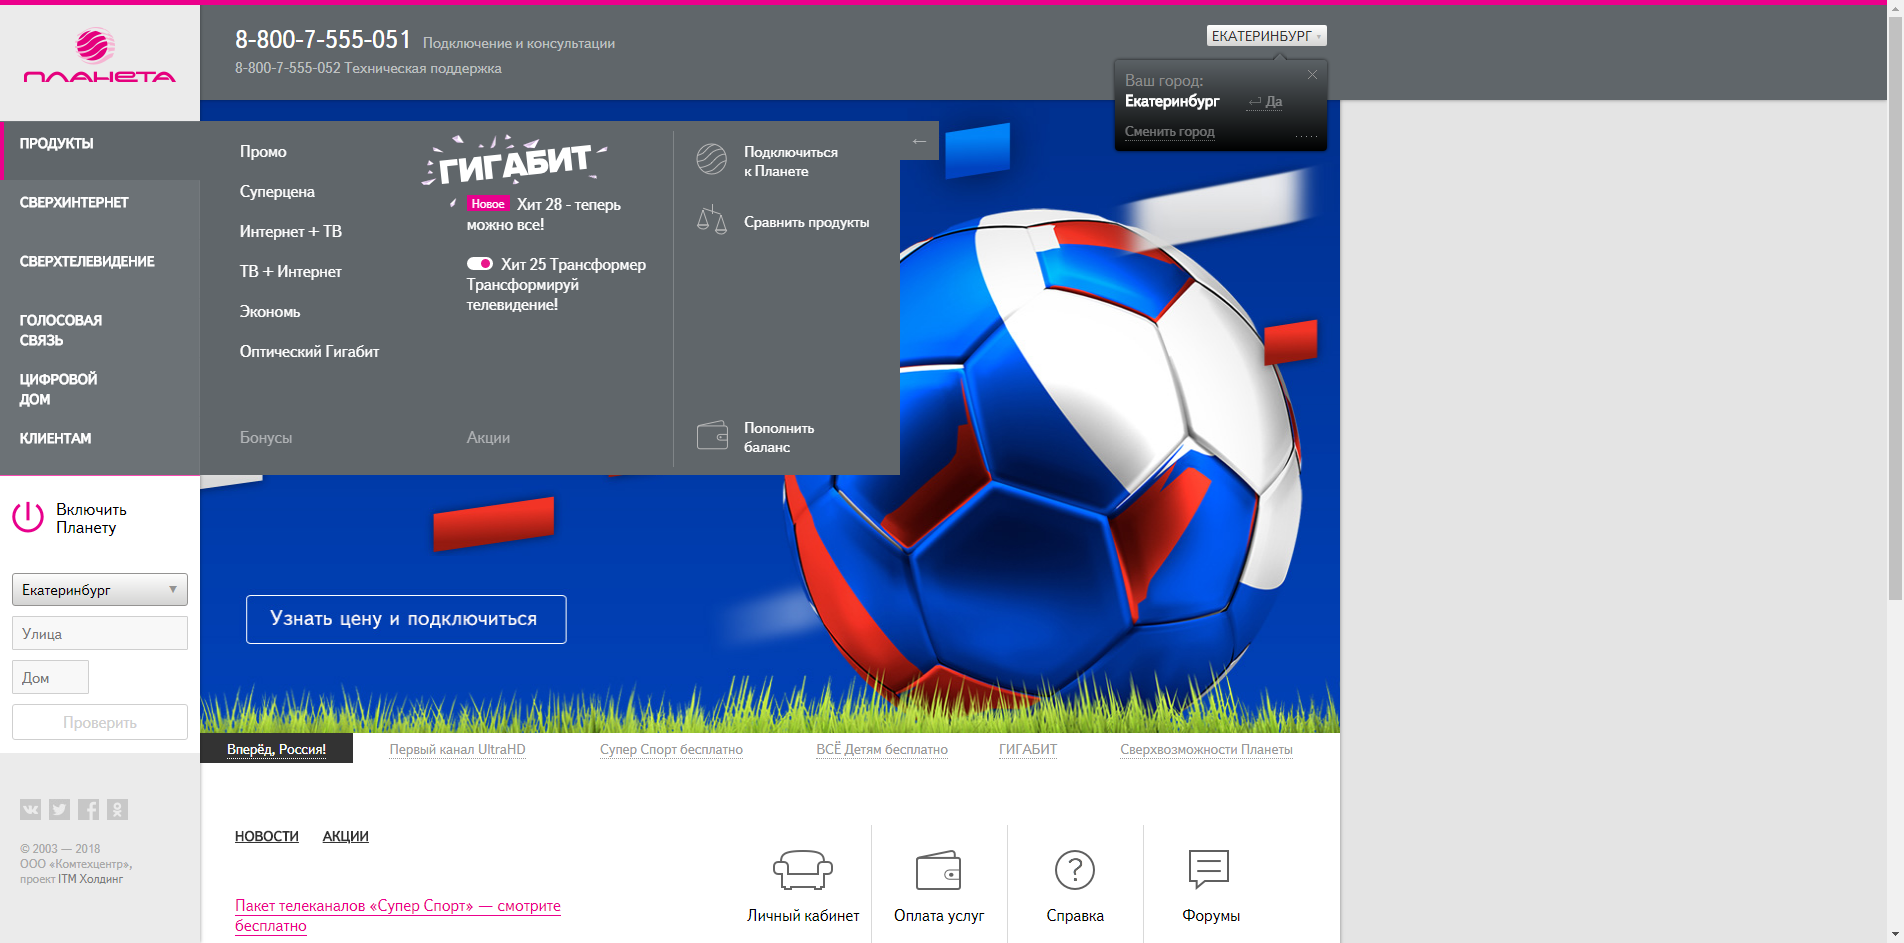 ПЛАНЕТА
8-800-7-555-051 Подключение и консультации
8-800-7-555-052 Техническая поддержка
ЕКАТЕРИНБУРГ
Ваш город:
Екатеринбург Да
Сменить город
ПРОДУКТЫ
СВЕРХИНТЕРНЕТ
СВЕРХТЕЛЕВИДЕНИЕ
ГОЛОСОВАЯ
СВЯЗЬ
ЦИФРОВОЙ
ДОМ
КЛИЕНТАМ
Промо
Суперцена
Интернет + ТВ
ТВ + Интернет
Экономь
Оптический Гигабит
Бонусы
ГИГАБИТ
Новое Хит 28 - теперь
можно все!
Хит 25 Трансформер
Трансформируй
телевидение!
Акции
Подключиться
к Планете
Сравнить продукты
Пополнить
баланс
Включить
Планету
Екатеринбург
Улица
Дом
Проверить
Узнать цену и подключиться
Вперёд, Россия!
Первый канал UltraHD
Супер Спорт бесплатно
ВСЁ Детям бесплатно
ГИГАБИТ
Сверхвозможности Планеты
© 2003 — 2018
ООО «Комтехцентр»,
проект ITM Холдинг
НОВОСТИ АКЦИИ
Пакет телеканалов «Супер Спорт» — смотрите
бесплатно
Личный кабинет
Оплата услуг
Справка
Форумы